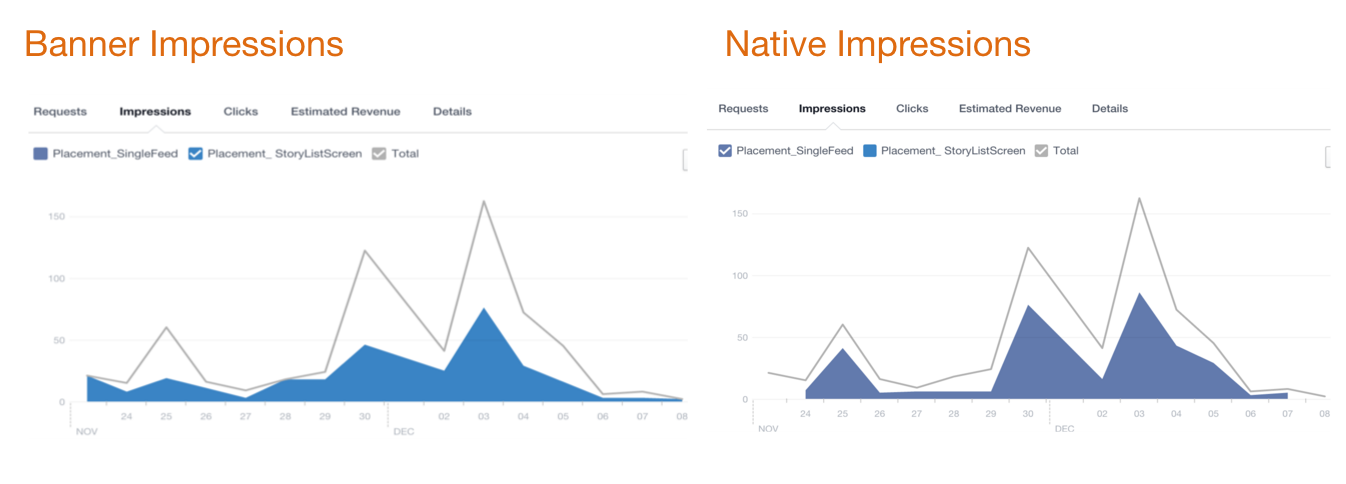 Banner Impressions
Requests Impressions Clicks Estimated Revenue Details
Placement_SingleFeed Placement_ StoryListScreen Total
150
100
50
0
24 25 26 27 28 29 30 02 03 04 05 06 07 08
NOV DEC
Native Impressions
Requests Impressions Clicks Estimated Revenue Details
Placement_SingleFeed Placement_ StoryListScreen Total
150
100
50
0
24 25 26 27 28 29 30 02 03 04 05 06 07 08
NOV DEC